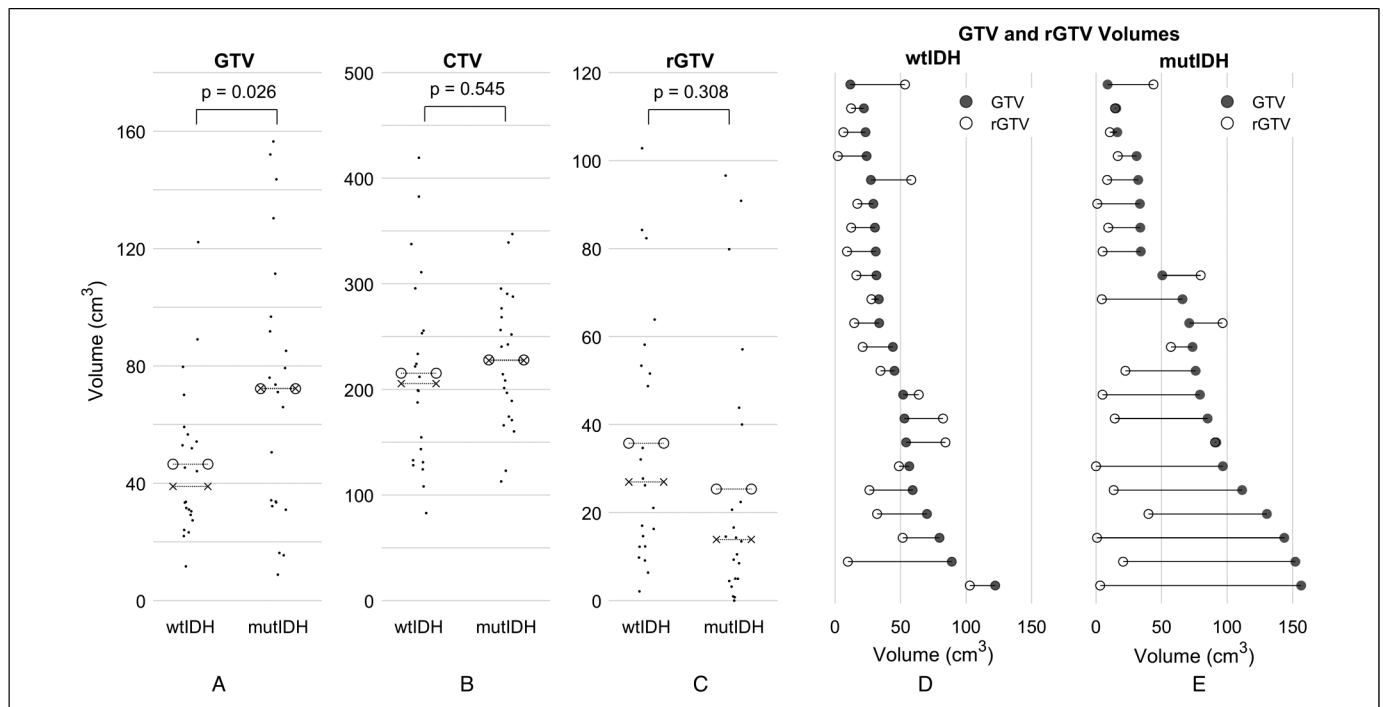 GTV and rGTV Volumes
GTV
CTV
rGTV
wtIDH
mutIDH
p = 0.026
p = 0.545
p = 0.308
Volume (cm3)
160
120
80
40
0
wtIDH
mutIDH
A
500
400
300
200
100
0
wtIDH
mutIDH
B
120
100
80
60
40
20
0
wtIDH
mutIDH
C
GTV
rGTV
0
50
100
150
Volume (cm3)
D
GTV
rGTV
0
50
100
150
Volume (cm3)
E